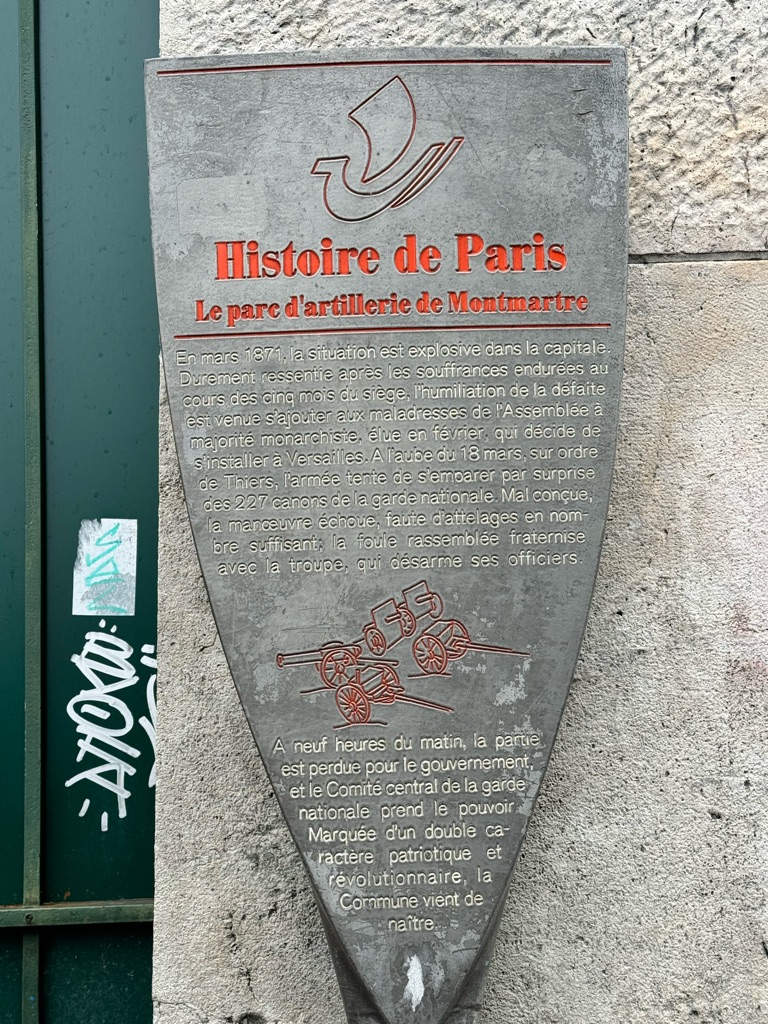 Histoire de Paris
Le parc d'artillerie de Montmartre
En mars 1871, la situation est explosive dans la capitale.
Durement ressentie après les souffrances endurées au
cours des cinq mois du siège, l'humiliation de la défaite
est venue s'ajouter aux maladresses de l'Assemblée à
majorité monarchiste, élue en février, qui décide de
s'installer à Versailles. A l'aube du 18 mars, sur ordre
de Thiers, l'armée tente de s'emparer par surprise
des 227 canons de la garde nationale. Mal conçue,
la manœuvre échoue, faute d'attelages en nom-
bre suffisant; la foule rassemblée fraternise
avec la troupe, qui désarme ses officiers.
A neuf heures du matin, la partie
est perdue pour le gouvernement,
et le Comité central de la garde
nationale prend le pouvoir.
Marquée d'un double ca-
ractère patriotique et
révolutionnaire, la
Commune vient de
naître.